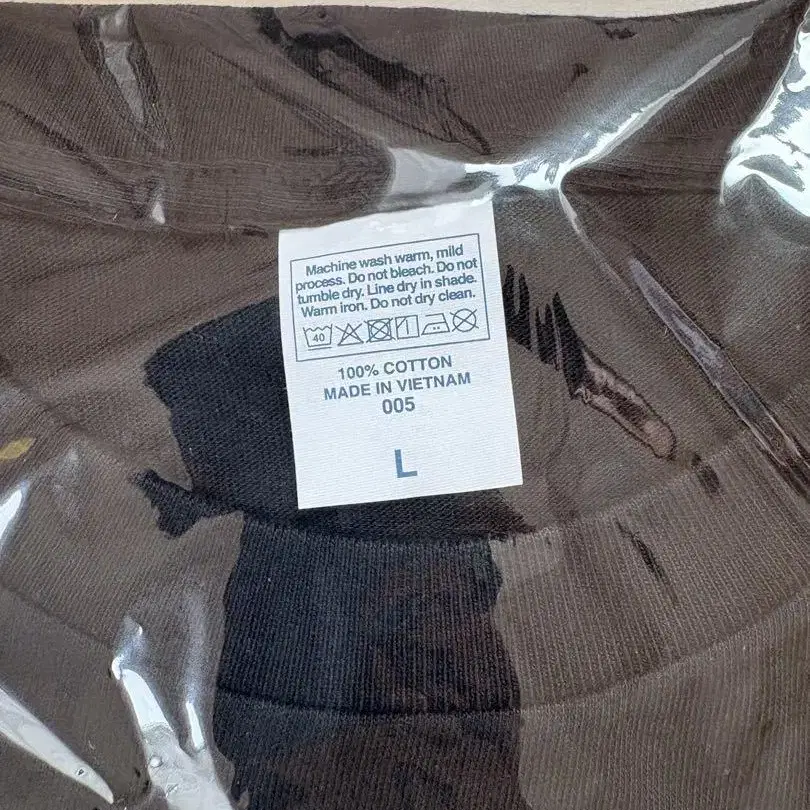 Machine wash warm, mild
process. Do not bleach. Do not
tumble dry. Line dry in shade.
Warm iron. Do not dry clean.
40
100% COTTON
MADE IN VIETNAM
005
L